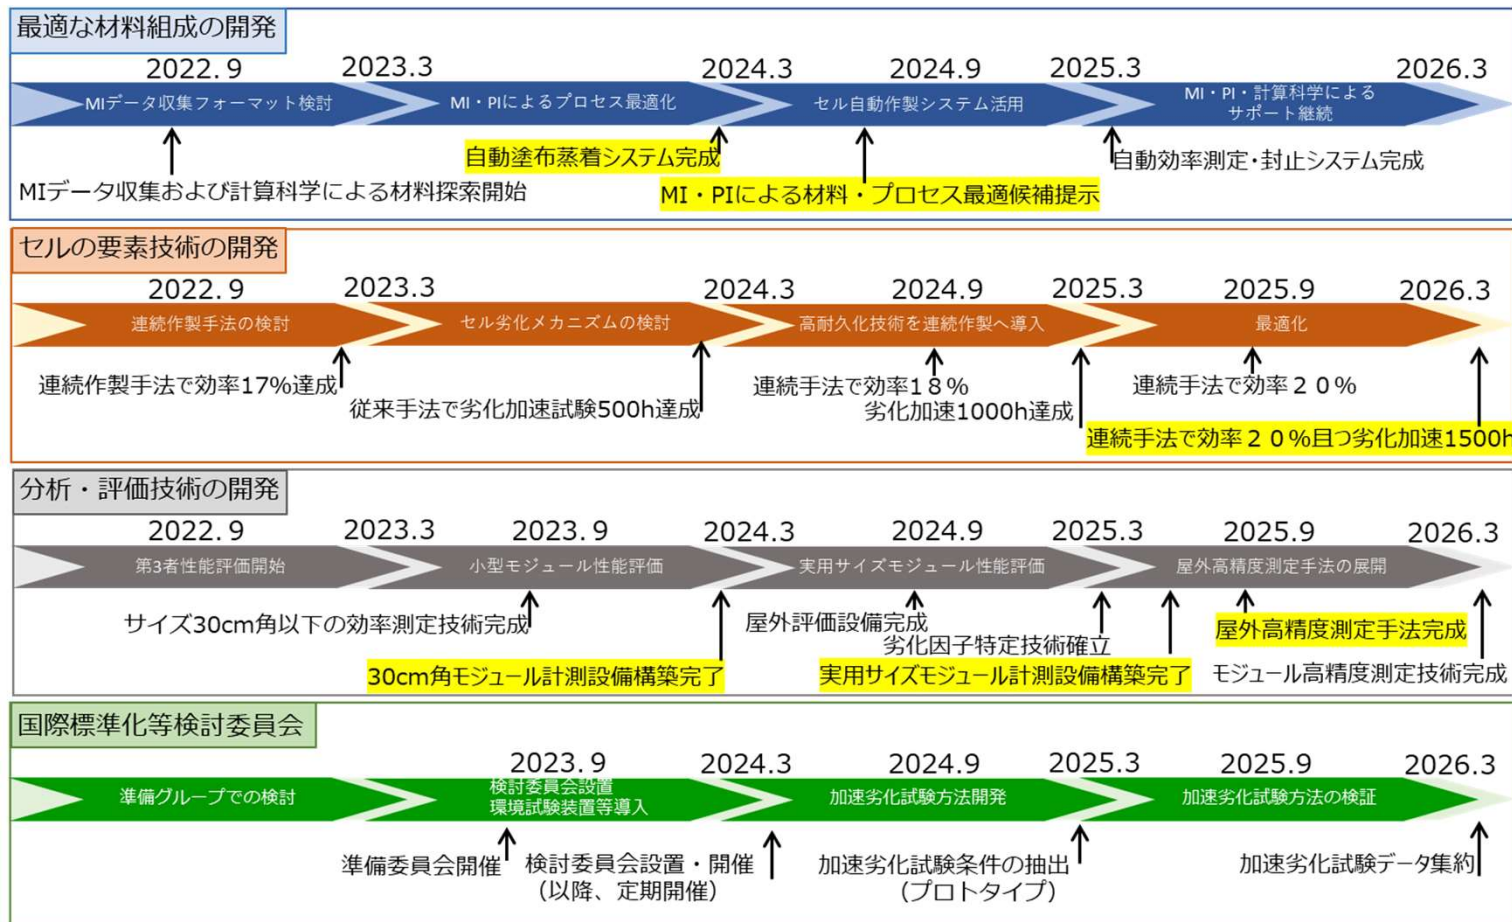 最適な材料組成の開発
2022.9 2023.3 2024.3 2024.9 2025.3 2026.3
MIデータ収集フォーマット検討
MI・PIによるプロセス最適化
セル自動作製システム活用
MI・PI・計算科学による
サポート継続
自動塗布蒸着システム完成
自動効率測定・封止システム完成
MIデータ収集および計算科学による材料探索開始
MI・PIによる材料・プロセス最適候補提示
セルの要素技術の開発
2022.9 2023.3 2024.3 2024.9 2025.3 2025.9 2026.3
連続作製手法の検討
セル劣化メカニズムの検討
高耐久化技術を連続作製へ導入
最適化
連続作製手法で効率17%達成
従来手法で劣化加速試験500h達成
連続手法で効率18%
劣化加速1000h達成
連続手法で効率20%
連続手法で効率20%且つ劣化加速1500h
分析・評価技術の開発
2022.9 2023.3 2023.9 2024.3 2024.9 2025.3 2025.9 2026.3
第3者性能評価開始
小型モジュール性能評価
実用サイズモジュール性能評価
屋外高精度測定手法の展開
サイズ30cm角以下の効率測定技術完成
30cm角モジュール計測設備構築完了
屋外評価設備完成
劣化因子特定技術確立
実用サイズモジュール計測設備構築完了
屋外高精度測定手法完成
モジュール高精度測定技術完成
国際標準化等検討委員会
2023.9 2024.3 2024.9 2025.3 2025.9 2026.3
準備グループでの検討
検討委員会設置
環境試験装置等導入
加速劣化試験方法開発
加速劣化試験方法の検証
準備委員会開催
検討委員会設置・開催
(以降、定期開催)
加速劣化試験条件の抽出
(プロトタイプ)
加速劣化試験データ集約